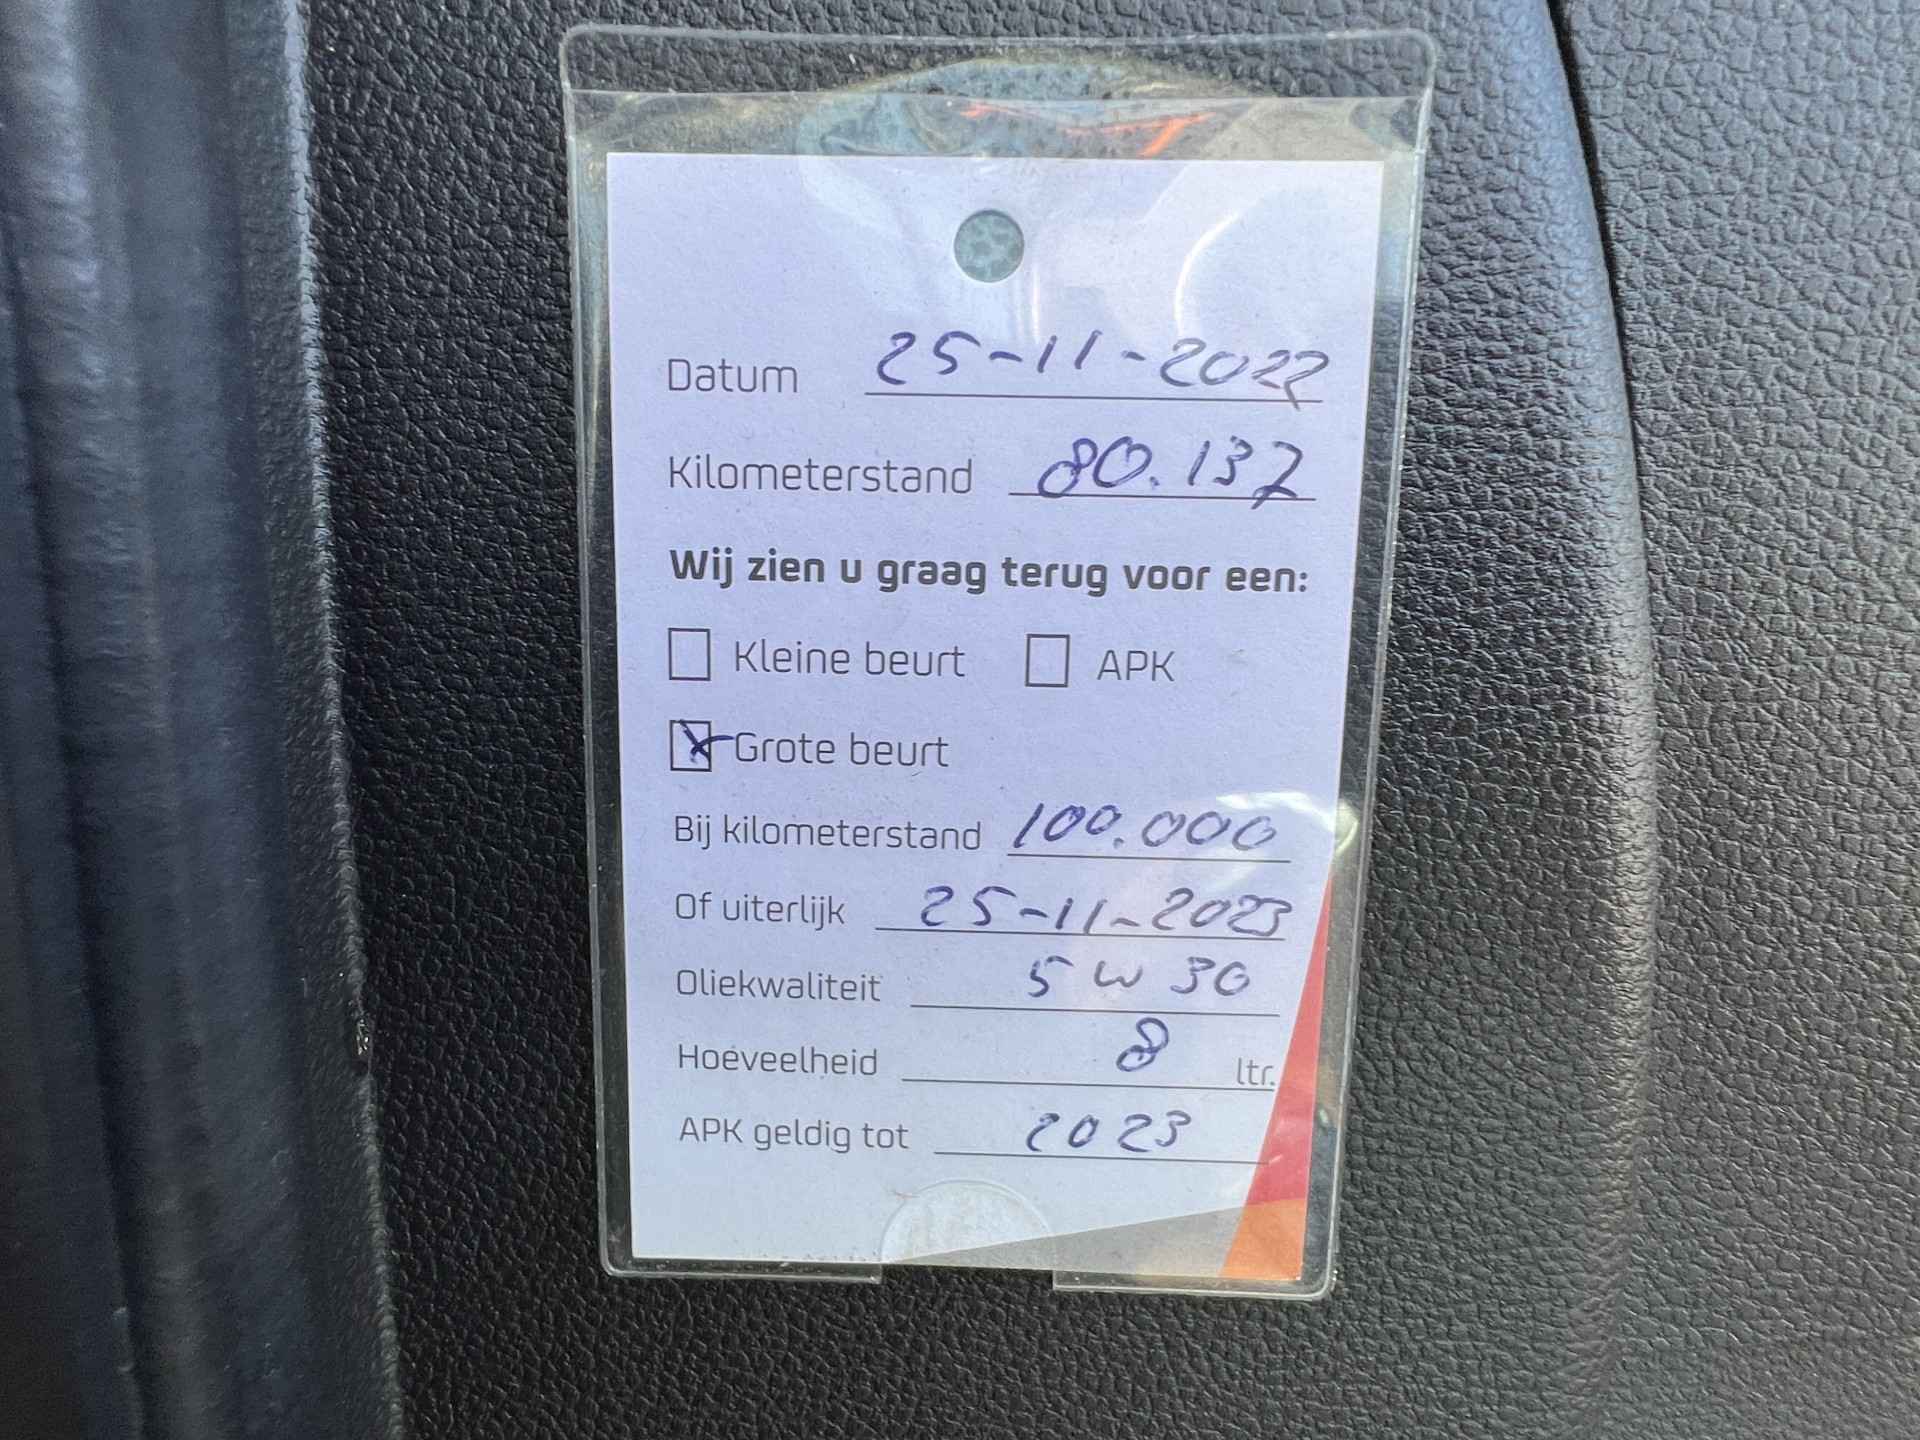 Datum 25-11-2022
Kilometerstand 80.137
Wij zien u graag terug voor een:
Kleine beurt APK
Grote beurt
Bij kilometerstand 100.000
Of uiterlijk 25-11-2023
Oliekwaliteit 5W30
Hoeveelheid 8 ltr.
APK geldig tot 2023